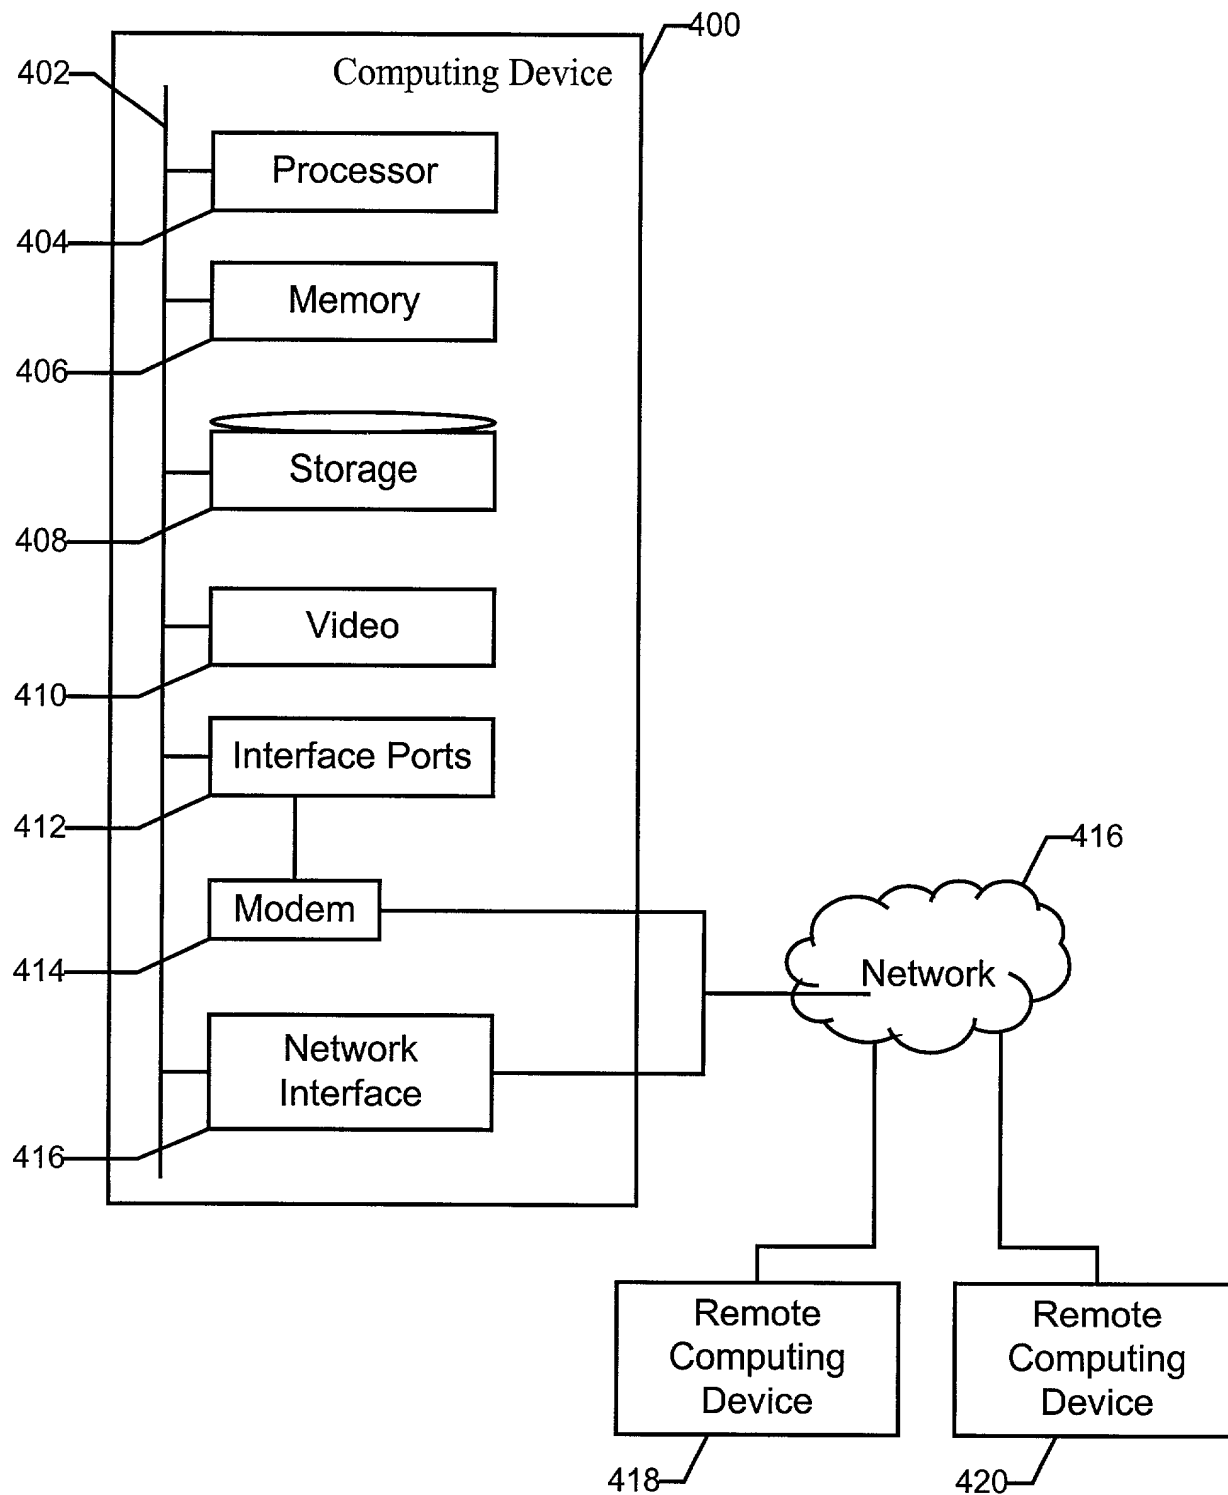 400
Computing Device
402
Processor
404
Memory
406
Storage
408
Video
410
Interface Ports
412
416
Modem
414
Network
Network
Interface
416
Remote
Computing
Device
Remote
Computing
Device
418
420